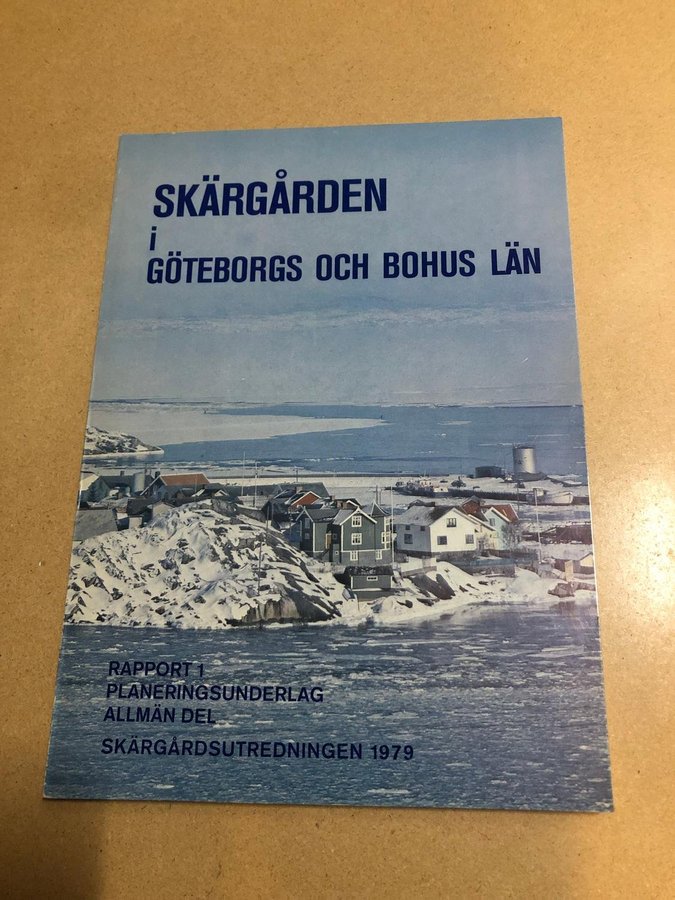 SKÄRGÅRDEN
i
GÖTEBORGS OCH BOHUS LÄN
RAPPORT 1
PLANERINGSUNDERLAG
ALLMÄN DEL
SKÄRGÅRDSUTREDNINGEN 1979